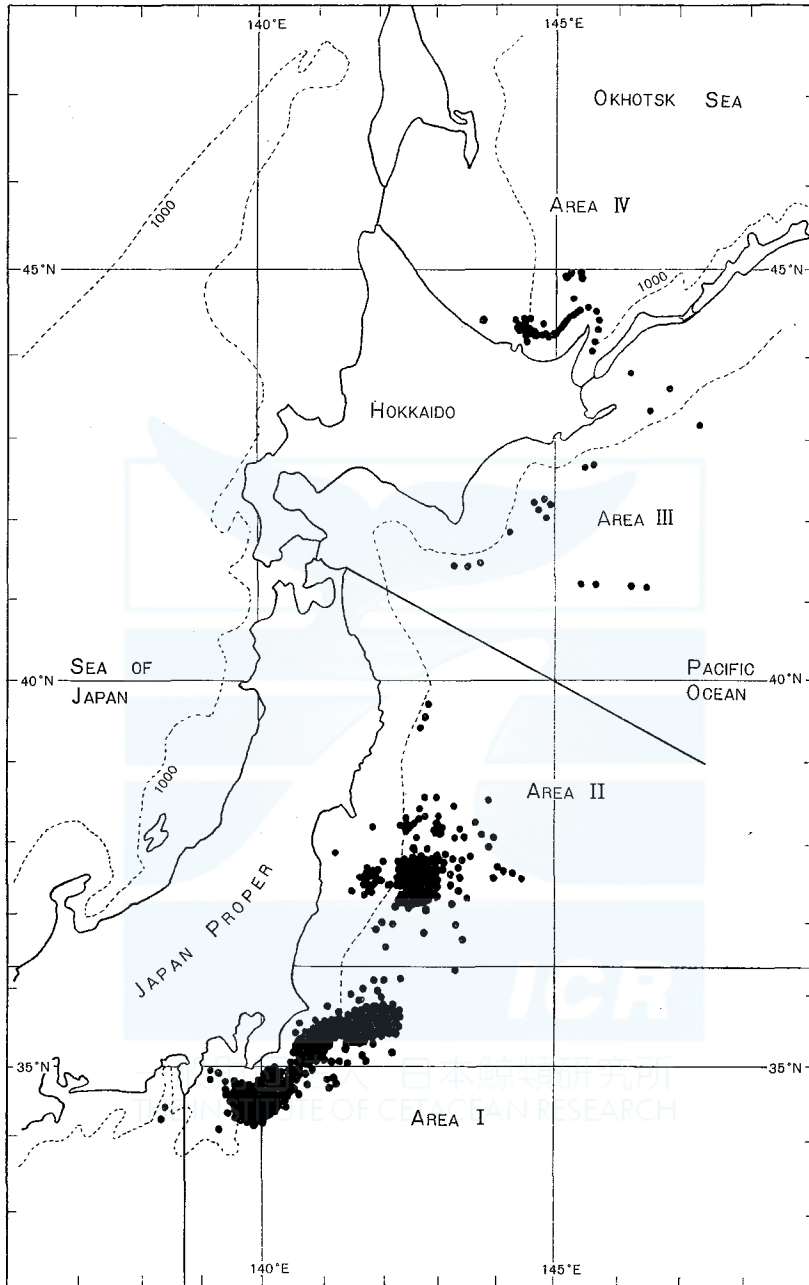 140°E 145°E
OKHOTSK SEA
AREA IV
1000
45°N 1000 45°N
HOKKAIDO
AREA III
SEA OF JAPAN
40°N 40°N
PACIFIC OCEAN
1000
AREA II
JAPAN PROPER
ICR
35°N 35°N
日本鯨類研究所
THE INSTITUTE OF CETACEAN RESEARCH
AREA I
140°E 145°E